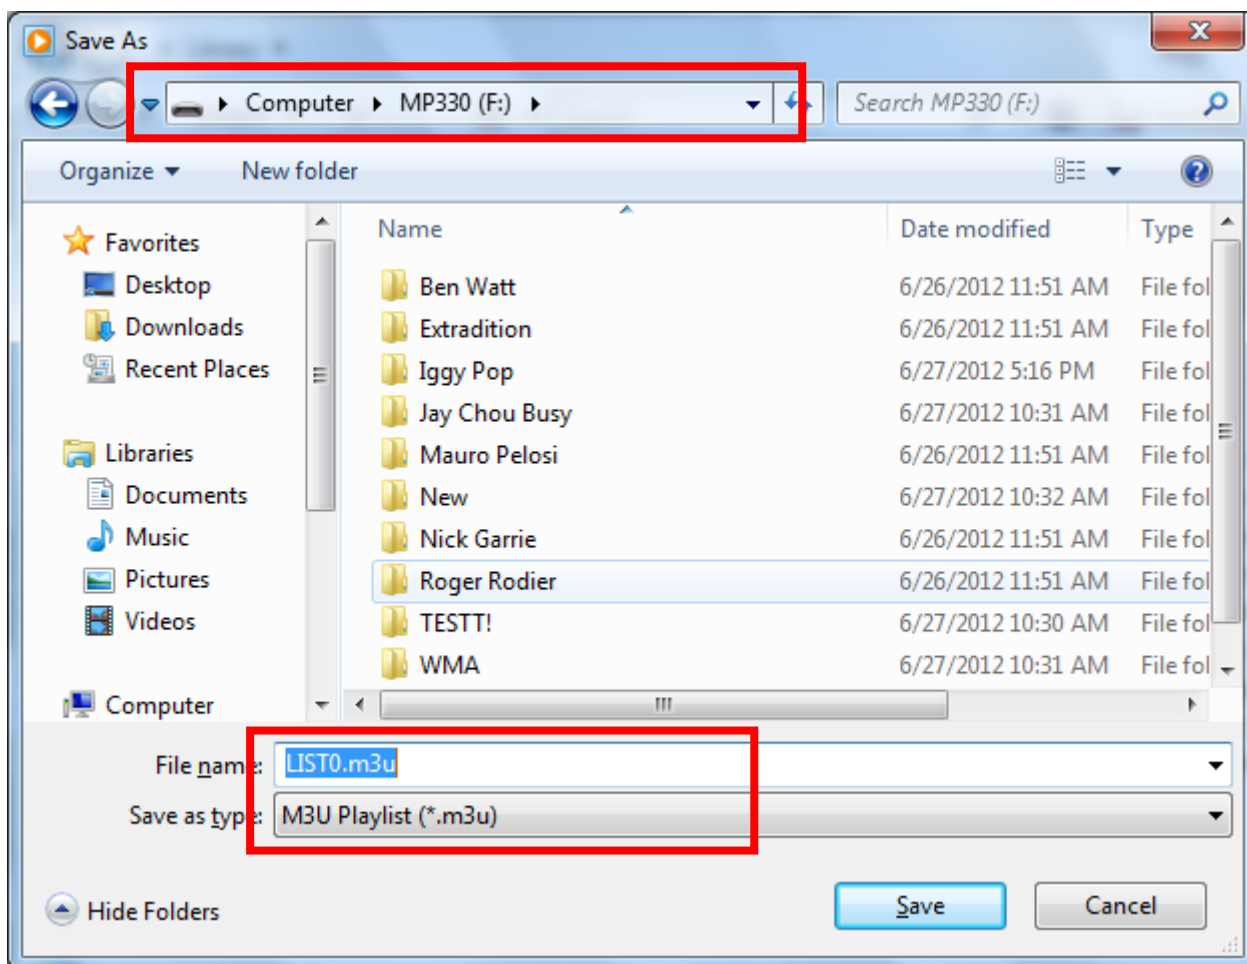 Save As
Computer MP330 (F:) Search MP330 (F:)
Organize New folder
Name Date modified Type
Favorites
Desktop
Downloads
Recent Places
Libraries
Documents
Music
Pictures
Videos
Computer
Ben Watt 6/26/2012 11:51 AM File fol
Extradition 6/26/2012 11:51 AM File fol
Iggy Pop 6/27/2012 5:16 PM File fol
Jay Chou Busy 6/27/2012 10:31 AM File fol
Mauro Pelosi 6/26/2012 11:51 AM File fol
New 6/27/2012 10:32 AM File fol
Nick Garrie 6/26/2012 11:51 AM File fol
Roger Rodier 6/26/2012 11:51 AM File fol
TESTT! 6/27/2012 10:30 AM File fol
WMA 6/27/2012 10:31 AM File fol
File name: LIST0.m3u
Save as type: M3U Playlist (*.m3u)
Hide Folders Save Cancel